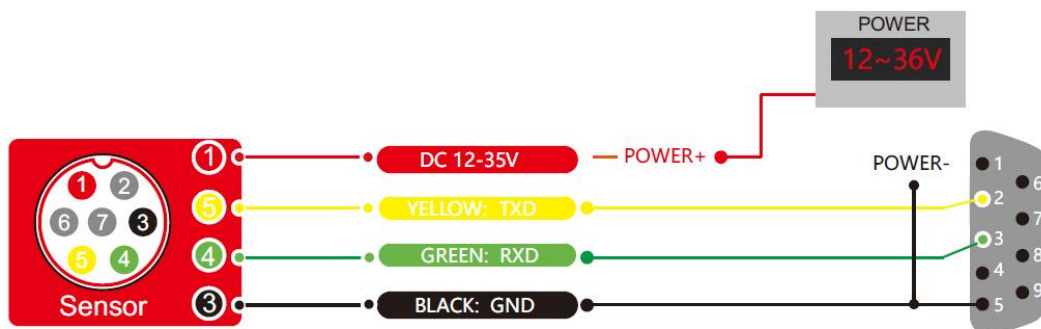 POWER
12~36V
1 DC 12-35V POWER+ POWER- 1
1 2 6
5 YELLOW: TXD 2
6 7 3 7
4 GREEN: RXD 3
5 4 8
4
Sensor 3 BLACK: GND 5 9